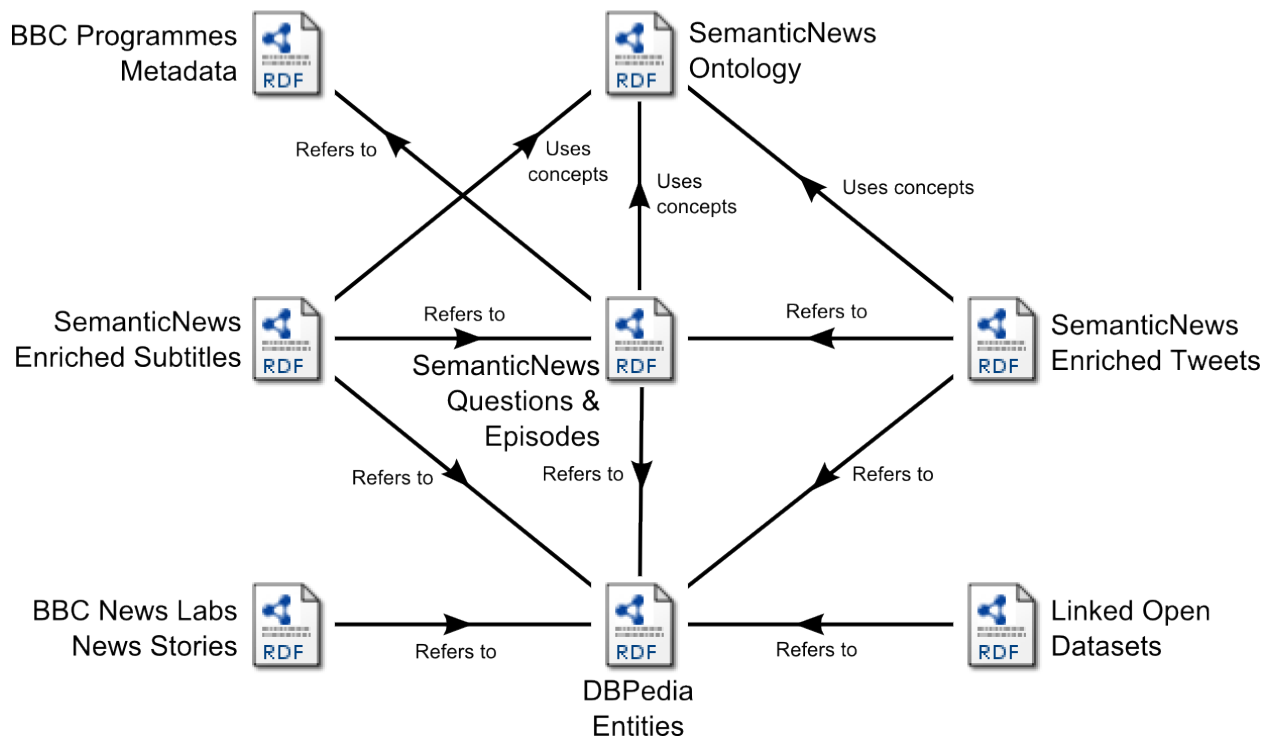 BBC Programmes
Metadata
RDF
SemanticNews
Ontology
RDF
Refers to
Uses
concepts
Uses
concepts
Uses concepts
SemanticNews
Enriched Subtitles
RDF
Refers to
RDF
SemanticNews
Questions &
Episodes
Refers to
RDF
SemanticNews
Enriched Tweets
Refers to
Refers to
Refers to
BBC News Labs
News Stories
RDF
Refers to
RDF
DBPedia
Entities
Refers to
RDF
Linked Open
Datasets